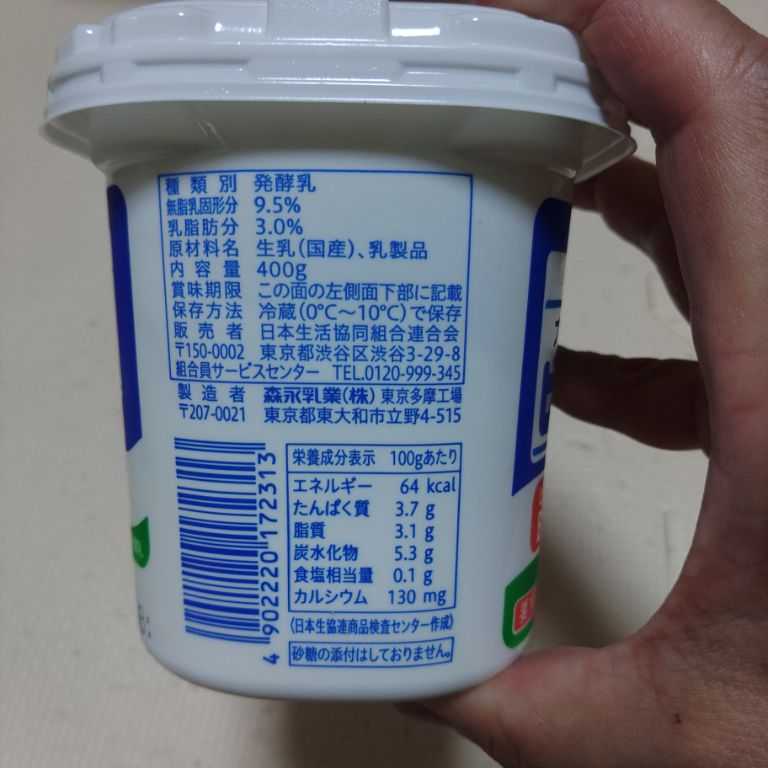 種類別 発酵乳
無脂乳固形分 9.5%
乳脂肪分 3.0%
原材料名 生乳(国産)、乳製品
内容量 400g
賞味期限 この面の左側面下部に記載
保存方法 冷蔵(0℃〜10℃)で保存
販売者 日本生活協同組合連合会
〒150-0002 東京都渋谷区渋谷3-29-8
組合員サービスセンター TEL.0120-999-345
製造者 森永乳業(株) 東京多摩工場
〒207-0021 東京都東大和市立野4-515
4902220172313
栄養成分表示 100gあたり
エネルギー 64 kcal
たんぱく質 3.7 g
脂質 3.1 g
炭水化物 5.3 g
食塩相当量 0.1 g
カルシウム 130 mg
(日本生協連商品検査センター作成)
砂糖の添付はしておりません。